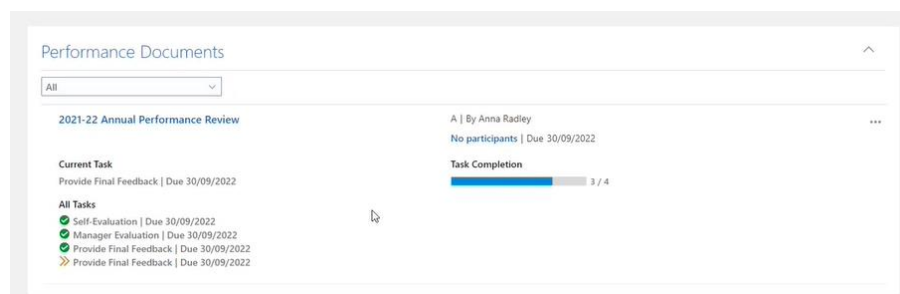 Performance Documents
All
2021-22 Annual Performance Review
A | By Anna Radley
No participants | Due 30/09/2022
Current Task
Provide Final Feedback | Due 30/09/2022
Task Completion
3 / 4
All Tasks
Self-Evaluation | Due 30/09/2022
Manager Evaluation | Due 30/09/2022
Provide Final Feedback | Due 30/09/2022
Provide Final Feedback | Due 30/09/2022